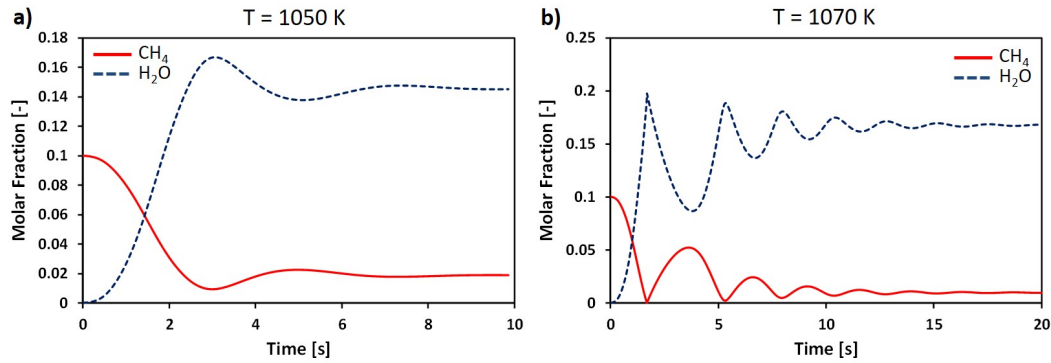 a)
T = 1050 K
0.18
0.16
0.14
0.12
0.1
0.08
0.06
0.04
0.02
0
Molar Fraction [-]
CH4
H2O
0
2
4
6
8
10
Time [s]
b)
T = 1070 K
0.25
0.2
0.15
0.1
0.05
0
Molar Fraction [-]
CH4
H2O
0
5
10
15
20
Time [s]